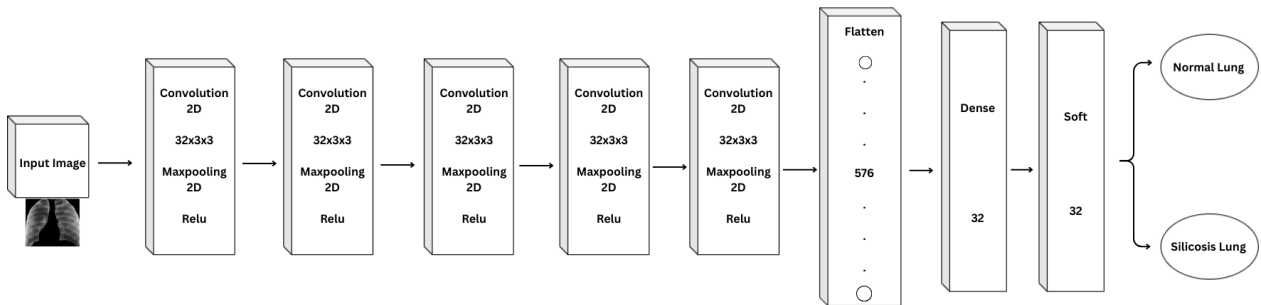 Input Image
Convolution
2D
32x3x3
Maxpooling
2D
Relu
Convolution
2D
32x3x3
Maxpooling
2D
Relu
Convolution
2D
32x3x3
Maxpooling
2D
Relu
Convolution
2D
32x3x3
Maxpooling
2D
Relu
Convolution
2D
32x3x3
Maxpooling
2D
Relu
Flatten
576
Dense
32
Soft
32
Normal Lung
Silicosis Lung